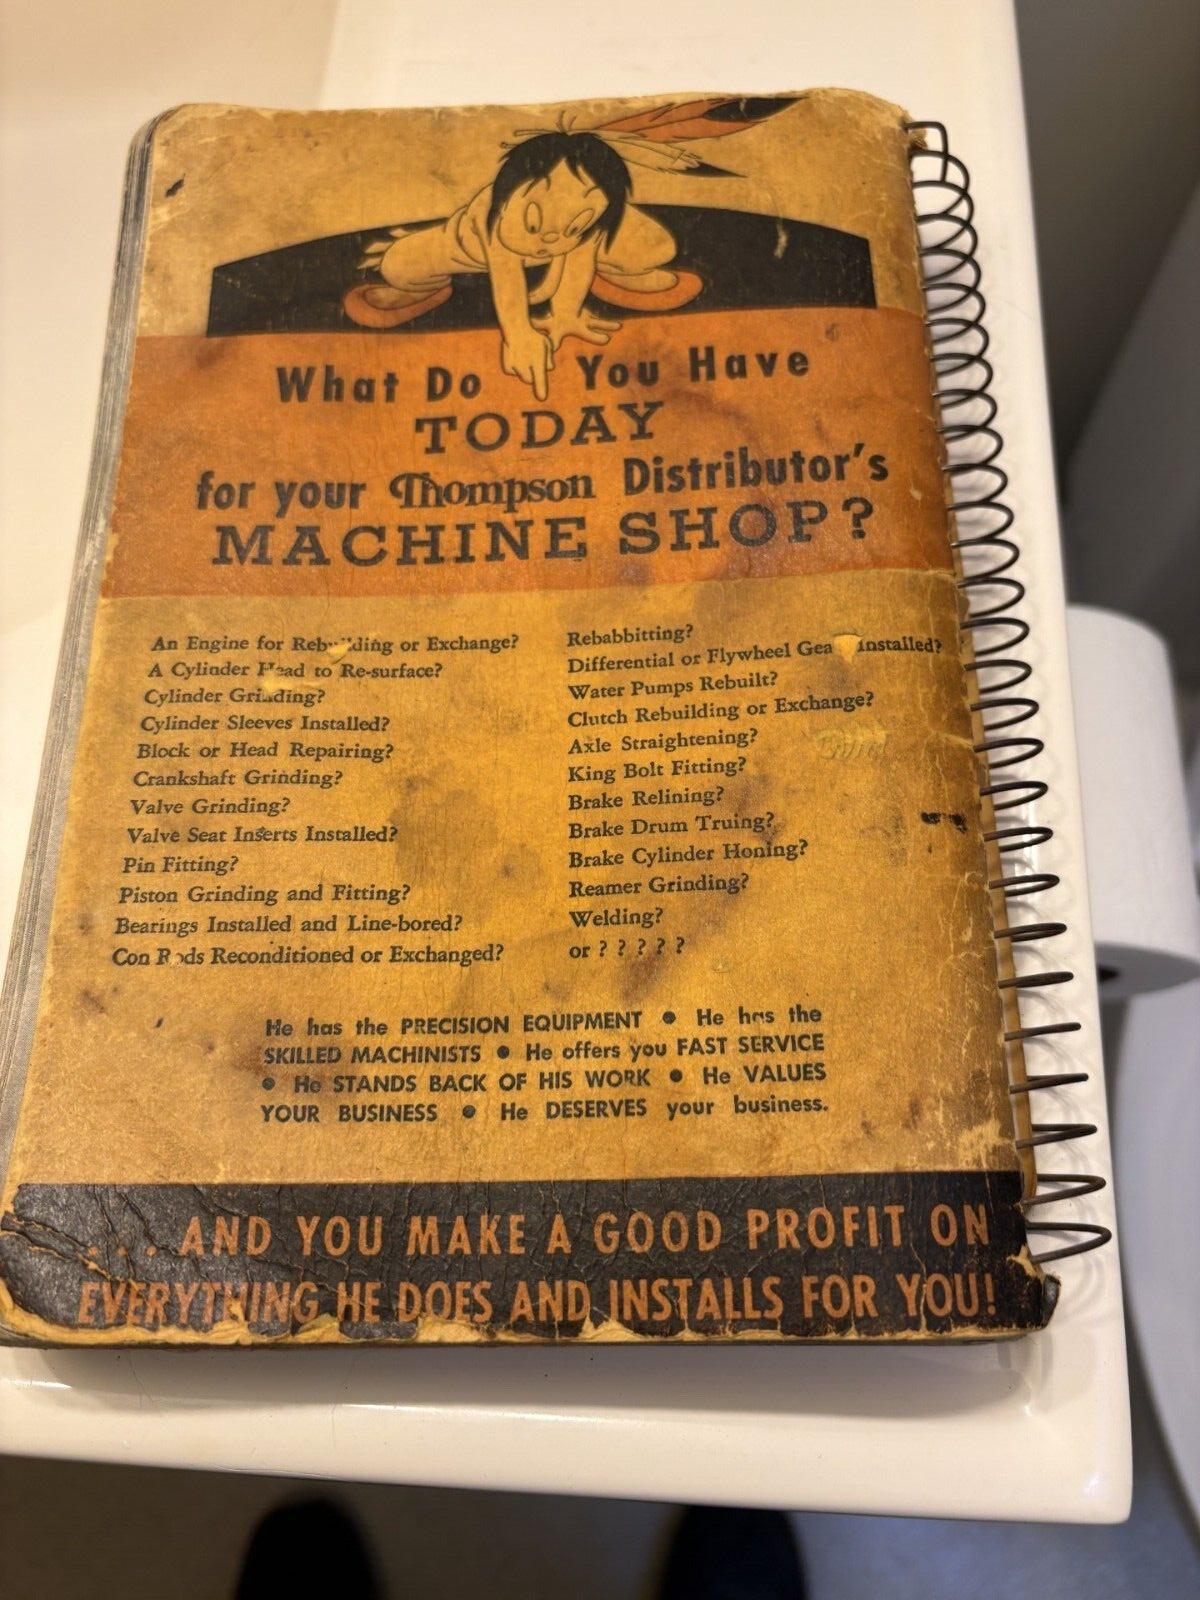 What Do You Have
TODAY
for your Thompson Distributor's
MACHINE SHOP?
An Engine for Rebuilding or Exchange?
A Cylinder Head to Re-surface?
Cylinder Grinding?
Cylinder Sleeves Installed?
Block or Head Repairing?
Crankshaft Grinding?
Valve Grinding?
Valve Seat Inserts Installed?
Pin Fitting?
Piston Grinding and Fitting?
Bearings Installed and Line-bored?
Con Rods Reconditioned or Exchanged?
Rebabbitting?
Differential or Flywheel Gea Installed?
Water Pumps Rebuilt?
Clutch Rebuilding or Exchange?
Axle Straightening?
King Bolt Fitting?
Brake Relining?
Brake Drum Truing?
Brake Cylinder Honing?
Reamer Grinding?
Welding?
or ? ? ? ? ?
He has the PRECISION EQUIPMENT • He has the
SKILLED MACHINISTS • He offers you FAST SERVICE
• He STANDS BACK OF HIS WORK • He VALUES
YOUR BUSINESS • He DESERVES your business.
... AND YOU MAKE A GOOD PROFIT ON
EVERYTHING HE DOES AND INSTALLS FOR YOU!